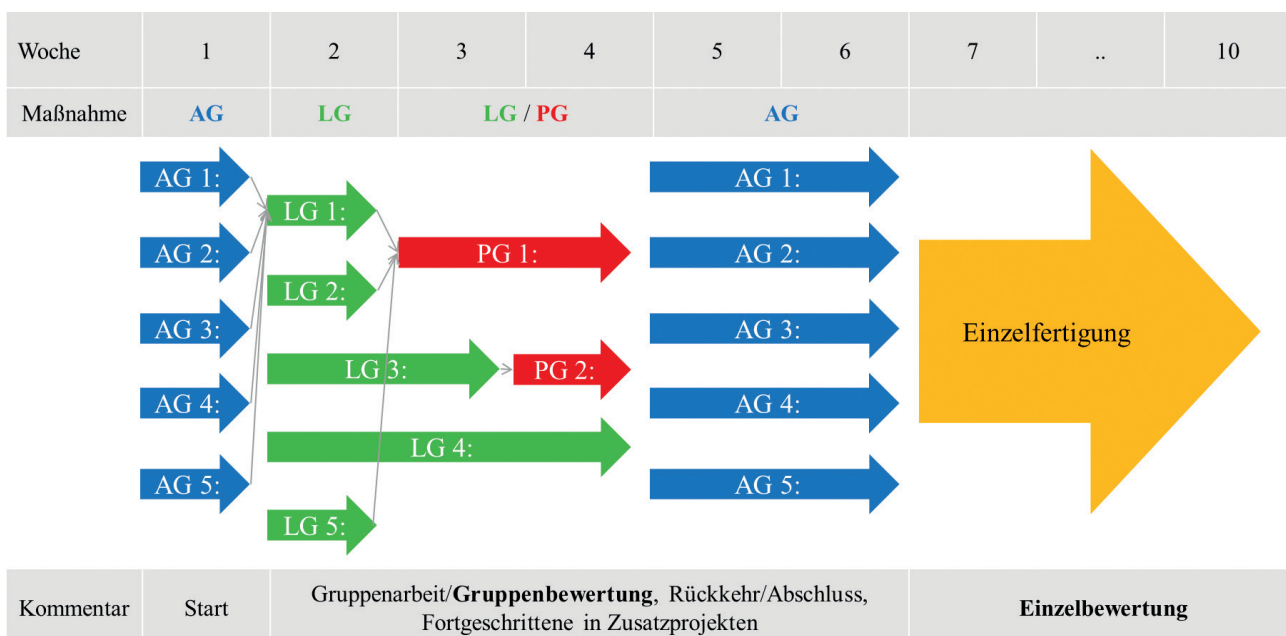 Woche 1 2 3 4 5 6 7 .. 10
Maßnahme AG LG LG / PG AG
AG 1:
AG 2:
AG 3:
AG 4:
AG 5:
LG 1:
LG 2:
LG 3:
LG 4:
LG 5:
PG 1:
PG 2:
AG 1:
AG 2:
AG 3:
AG 4:
AG 5:
Einzelfertigung
Kommentar
Start
Gruppenarbeit/Gruppenbewertung, Rückkehr/Abschluss,
Fortgeschrittene in Zusatzprojekten
Einzelbewertung